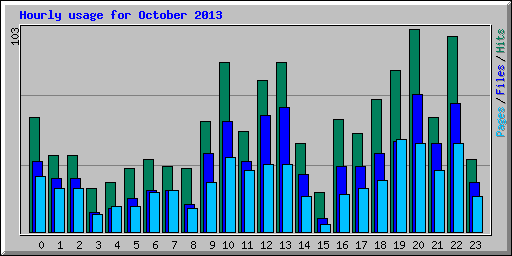 Hourly usage for October 2013
103
Pages/Files/Hits
0 1 2 3 4 5 6 7 8 9 10 11 12 13 14 15 16 17 18 19 20 21 22 23